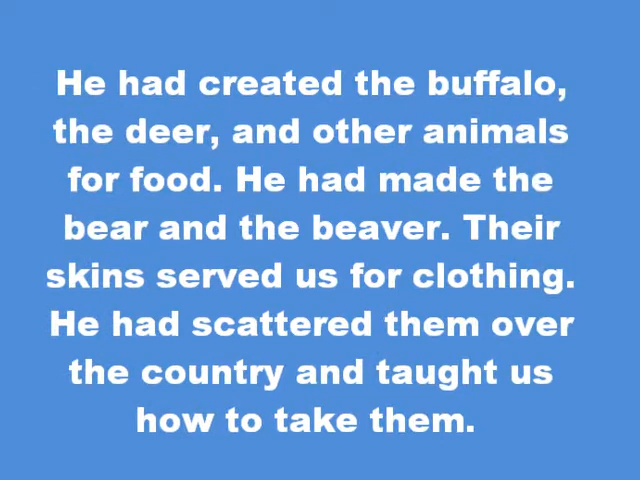 He had created the buffalo,
the deer, and other animals
for food. He had made the
bear and the beaver. Their
skins served us for clothing.
He had scattered them over
the country and taught us
how to take them.